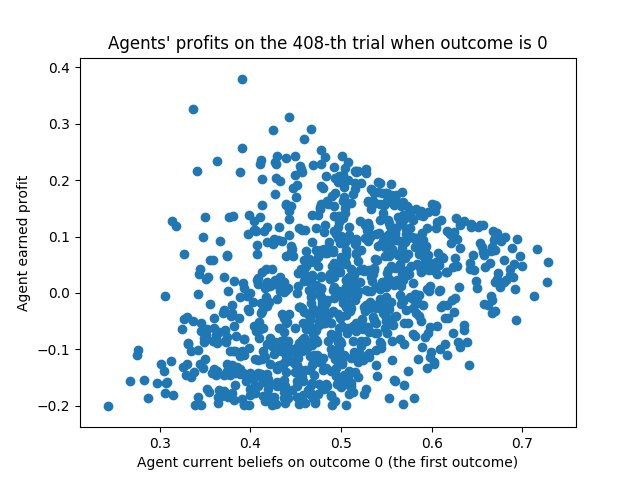 Agents' profits on the 408-th trial when outcome is 0
0.4
0.3
0.2
0.1
0.0
−0.1
−0.2
Agent earned profit
0.3 0.4 0.5 0.6 0.7
Agent current beliefs on outcome 0 (the first outcome)